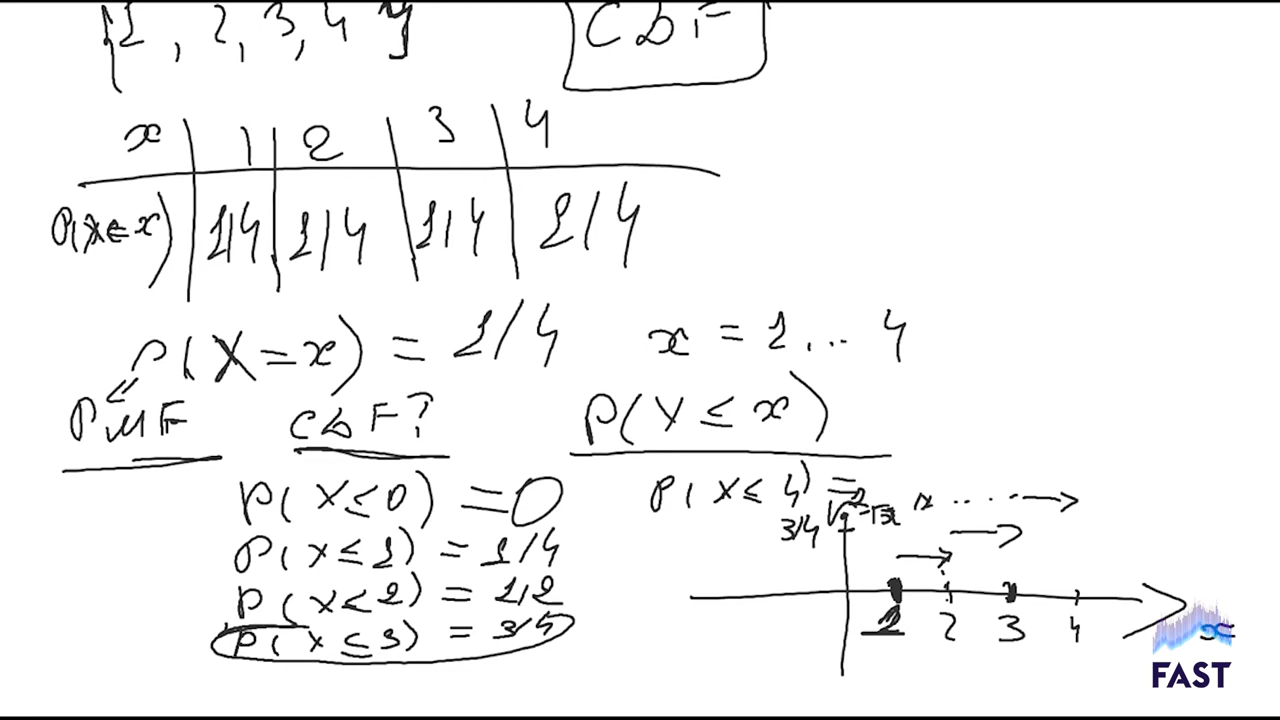 {1, 2, 3, 4}
CDF
x 1 2 3 4
P(X = x) 1/4 1/4 1/4 1/4
P(X = x) = 1/4 x = 1, ... 4
PMF CDF? P(X ≤ x)
P(X ≤ 0) = 0
P(X ≤ 4) =
P(X ≤ 1) = 1/4
3/4
P(X ≤ 2) = 1/2
P(X ≤ 3) = 3/4
1 2 3 4 x
FAST